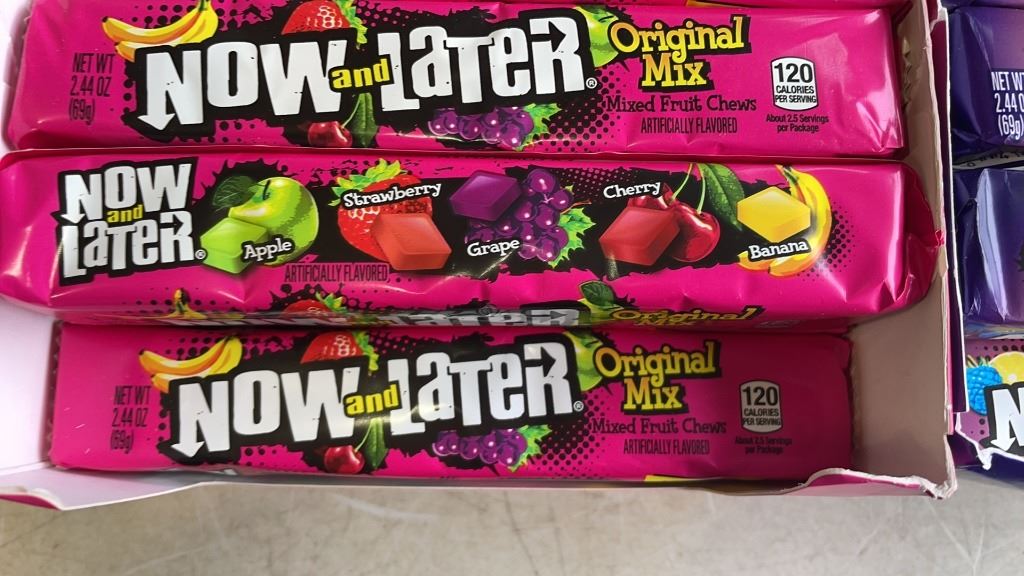 NET WT
2.44 OZ
(69g)
NOW and LATER®
Original
Mix
Mixed Fruit Chews
ARTIFICIALLY FLAVORED
120
CALORIES
PER SERVING
About 2.5 Servings
per Package
NOW
and
LATER®
Apple
Strawberry
Grape
Cherry
Banana
ARTIFICIALLY FLAVORED
Original
NET WT
2.44 OZ
(69g)
NOW and LATER®
Original
Mix
Mixed Fruit Chews
ARTIFICIALLY FLAVORED
120
CALORIES
PER SERVING
About 2.5 Servings
per Package
NET WT
2.44 O
(69g)
N